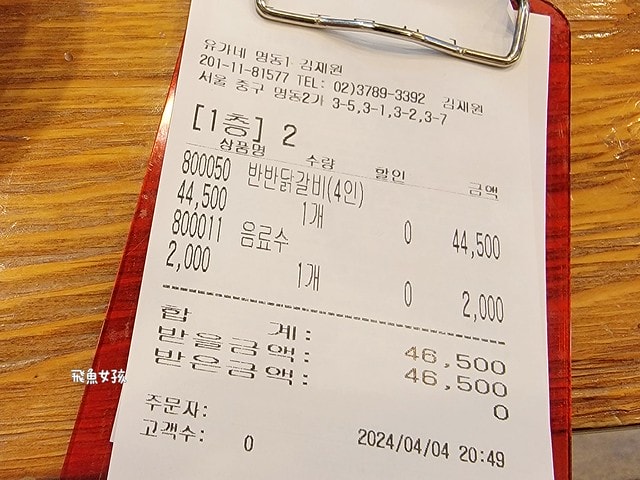 유가네 명동1 김재원
201-11-81577 TEL: 02)3789-3392 김재원
서울 중구 명동2가 3-5,3-1,3-2,3-7
[1층] 2
상품명 수량 할인 금액
800050 반반닭갈비(4인)
44,500 1개 0 44,500
800011 음료수
2,000 1개 0 2,000
합 계: 46,500
받을금액: 46,500
받은금액: 0
주문자:
고객수: 0 2024/04/04 20:49
飛魚女孩